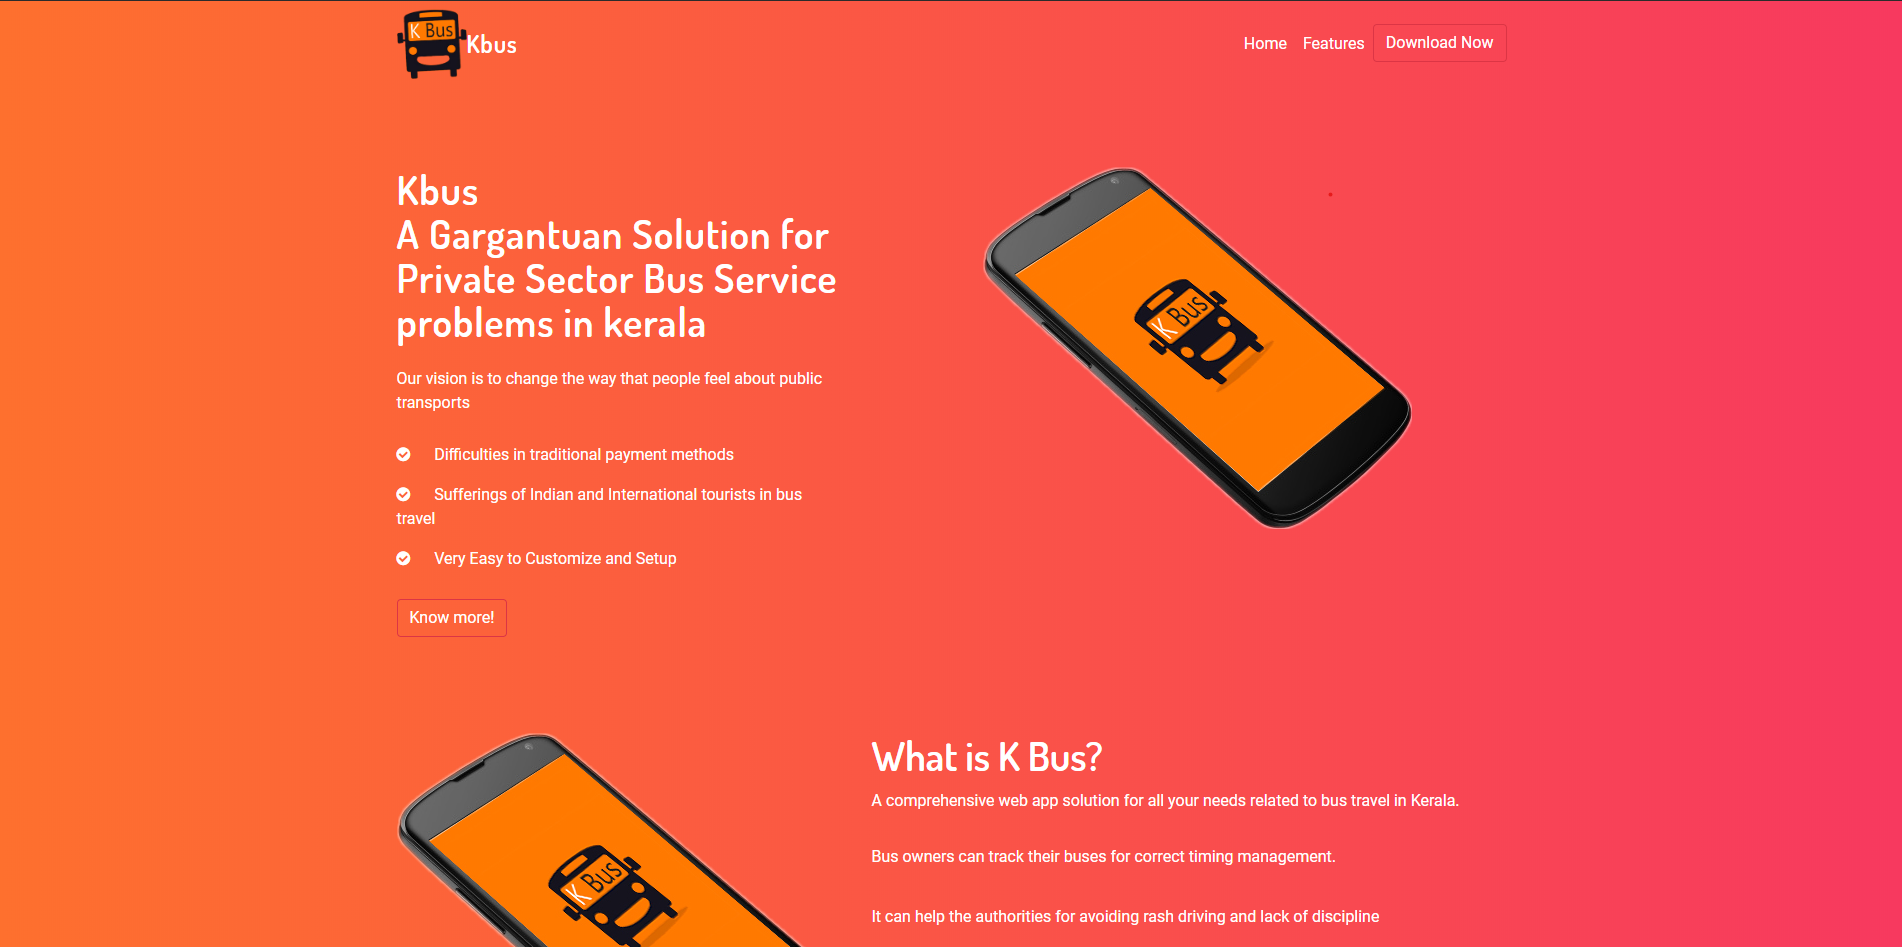 K Bus
Kbus
Home
Features
Download Now
Kbus
A Gargantuan Solution for
Private Sector Bus Service
problems in kerala
K Bus
Our vision is to change the way that people feel about public
transports
Difficulties in traditional payment methods
Sufferings of Indian and International tourists in bus
travel
Very Easy to Customize and Setup
Know more!
K Bus
What is K Bus?
A comprehensive web app solution for all your needs related to bus travel in Kerala.
Bus owners can track their buses for correct timing management.
It can help the authorities for avoiding rash driving and lack of discipline